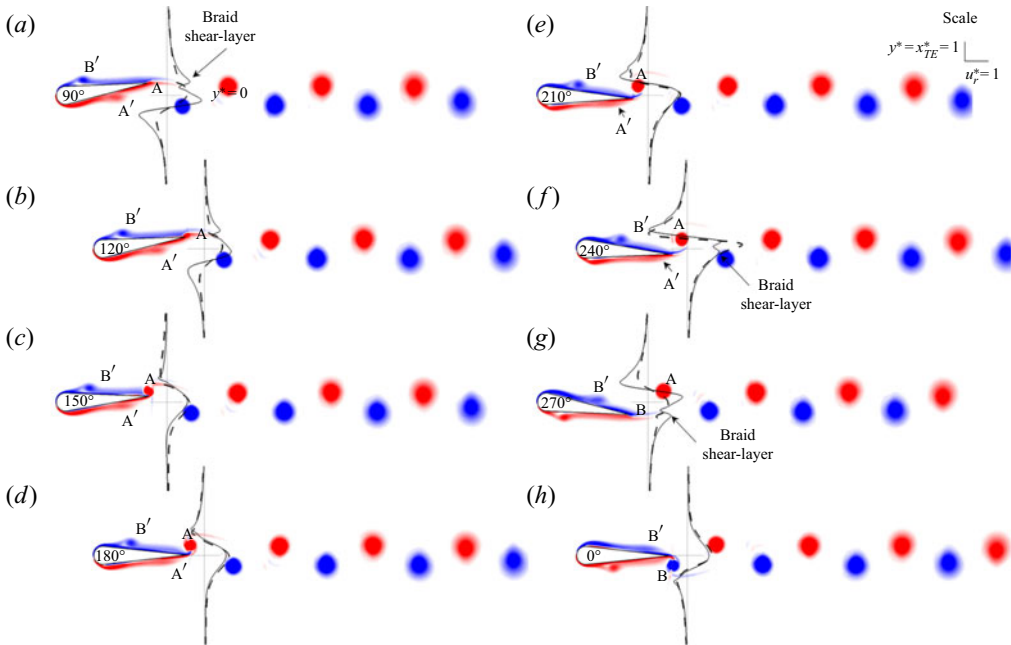 (a)
Braid
shear-layer
B′
A
90°
A′
y*=0
(b)
B′
A
120°
A′
(c)
B′
A
150°
A′
(d)
B′
A
180°
A′
(e)
Scale
y*=x*TE=1
u*r=1
B′
A
210°
A′
(f)
B′
A
240°
A′
Braid
shear-layer
(g)
B′
A
270°
B
Braid
shear-layer
(h)
B′
0°
B